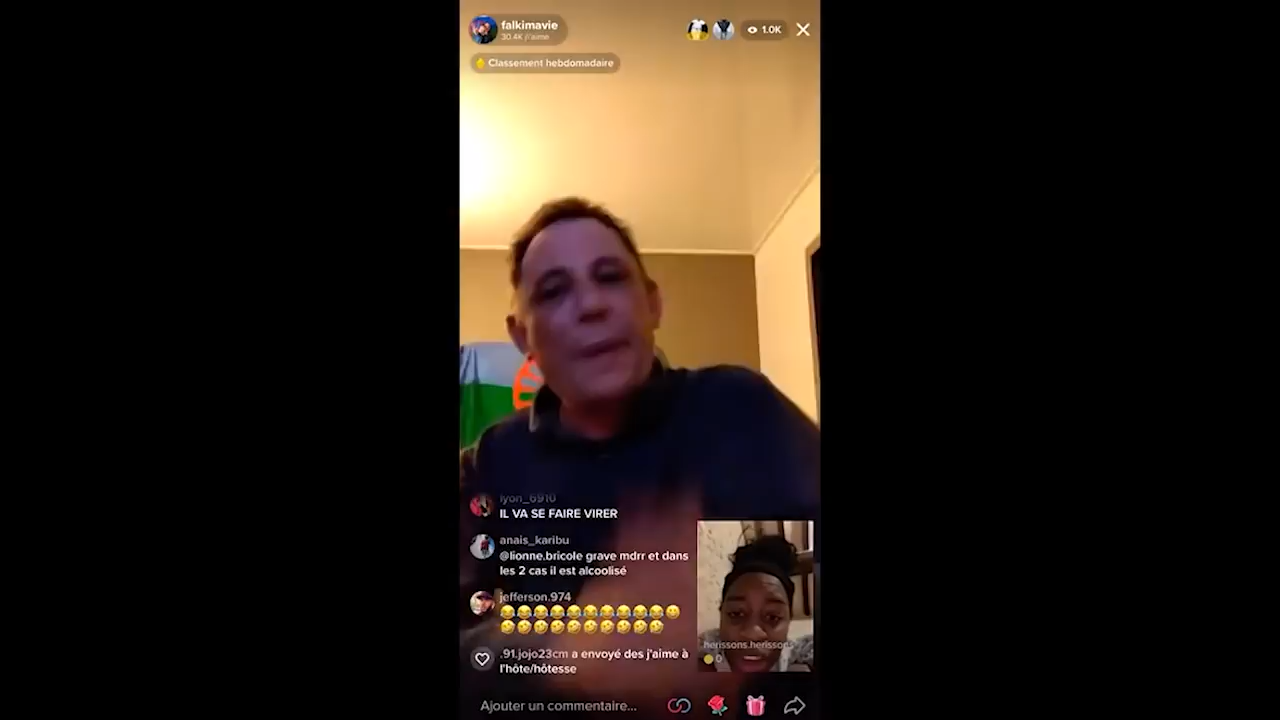 falkimavie
30.4K j'aime
1.0K
Classement hebdomadaire
lyon_6910
IL VA SE FAIRE VIRER
anais_karibu
@lionne.bricole grave mdrr et dans
les 2 cas il est alcoolisé
jefferson.974
😂😂😂😂😂😂😂😂😂😂😄
🤣🤣🤣🤣🤣🤣🤣🤣🤣🤣
.91.jojo23cm a envoyé des j'aime à
l'hôte/hôtesse
herissons.herissons
0
Ajouter un commentaire...